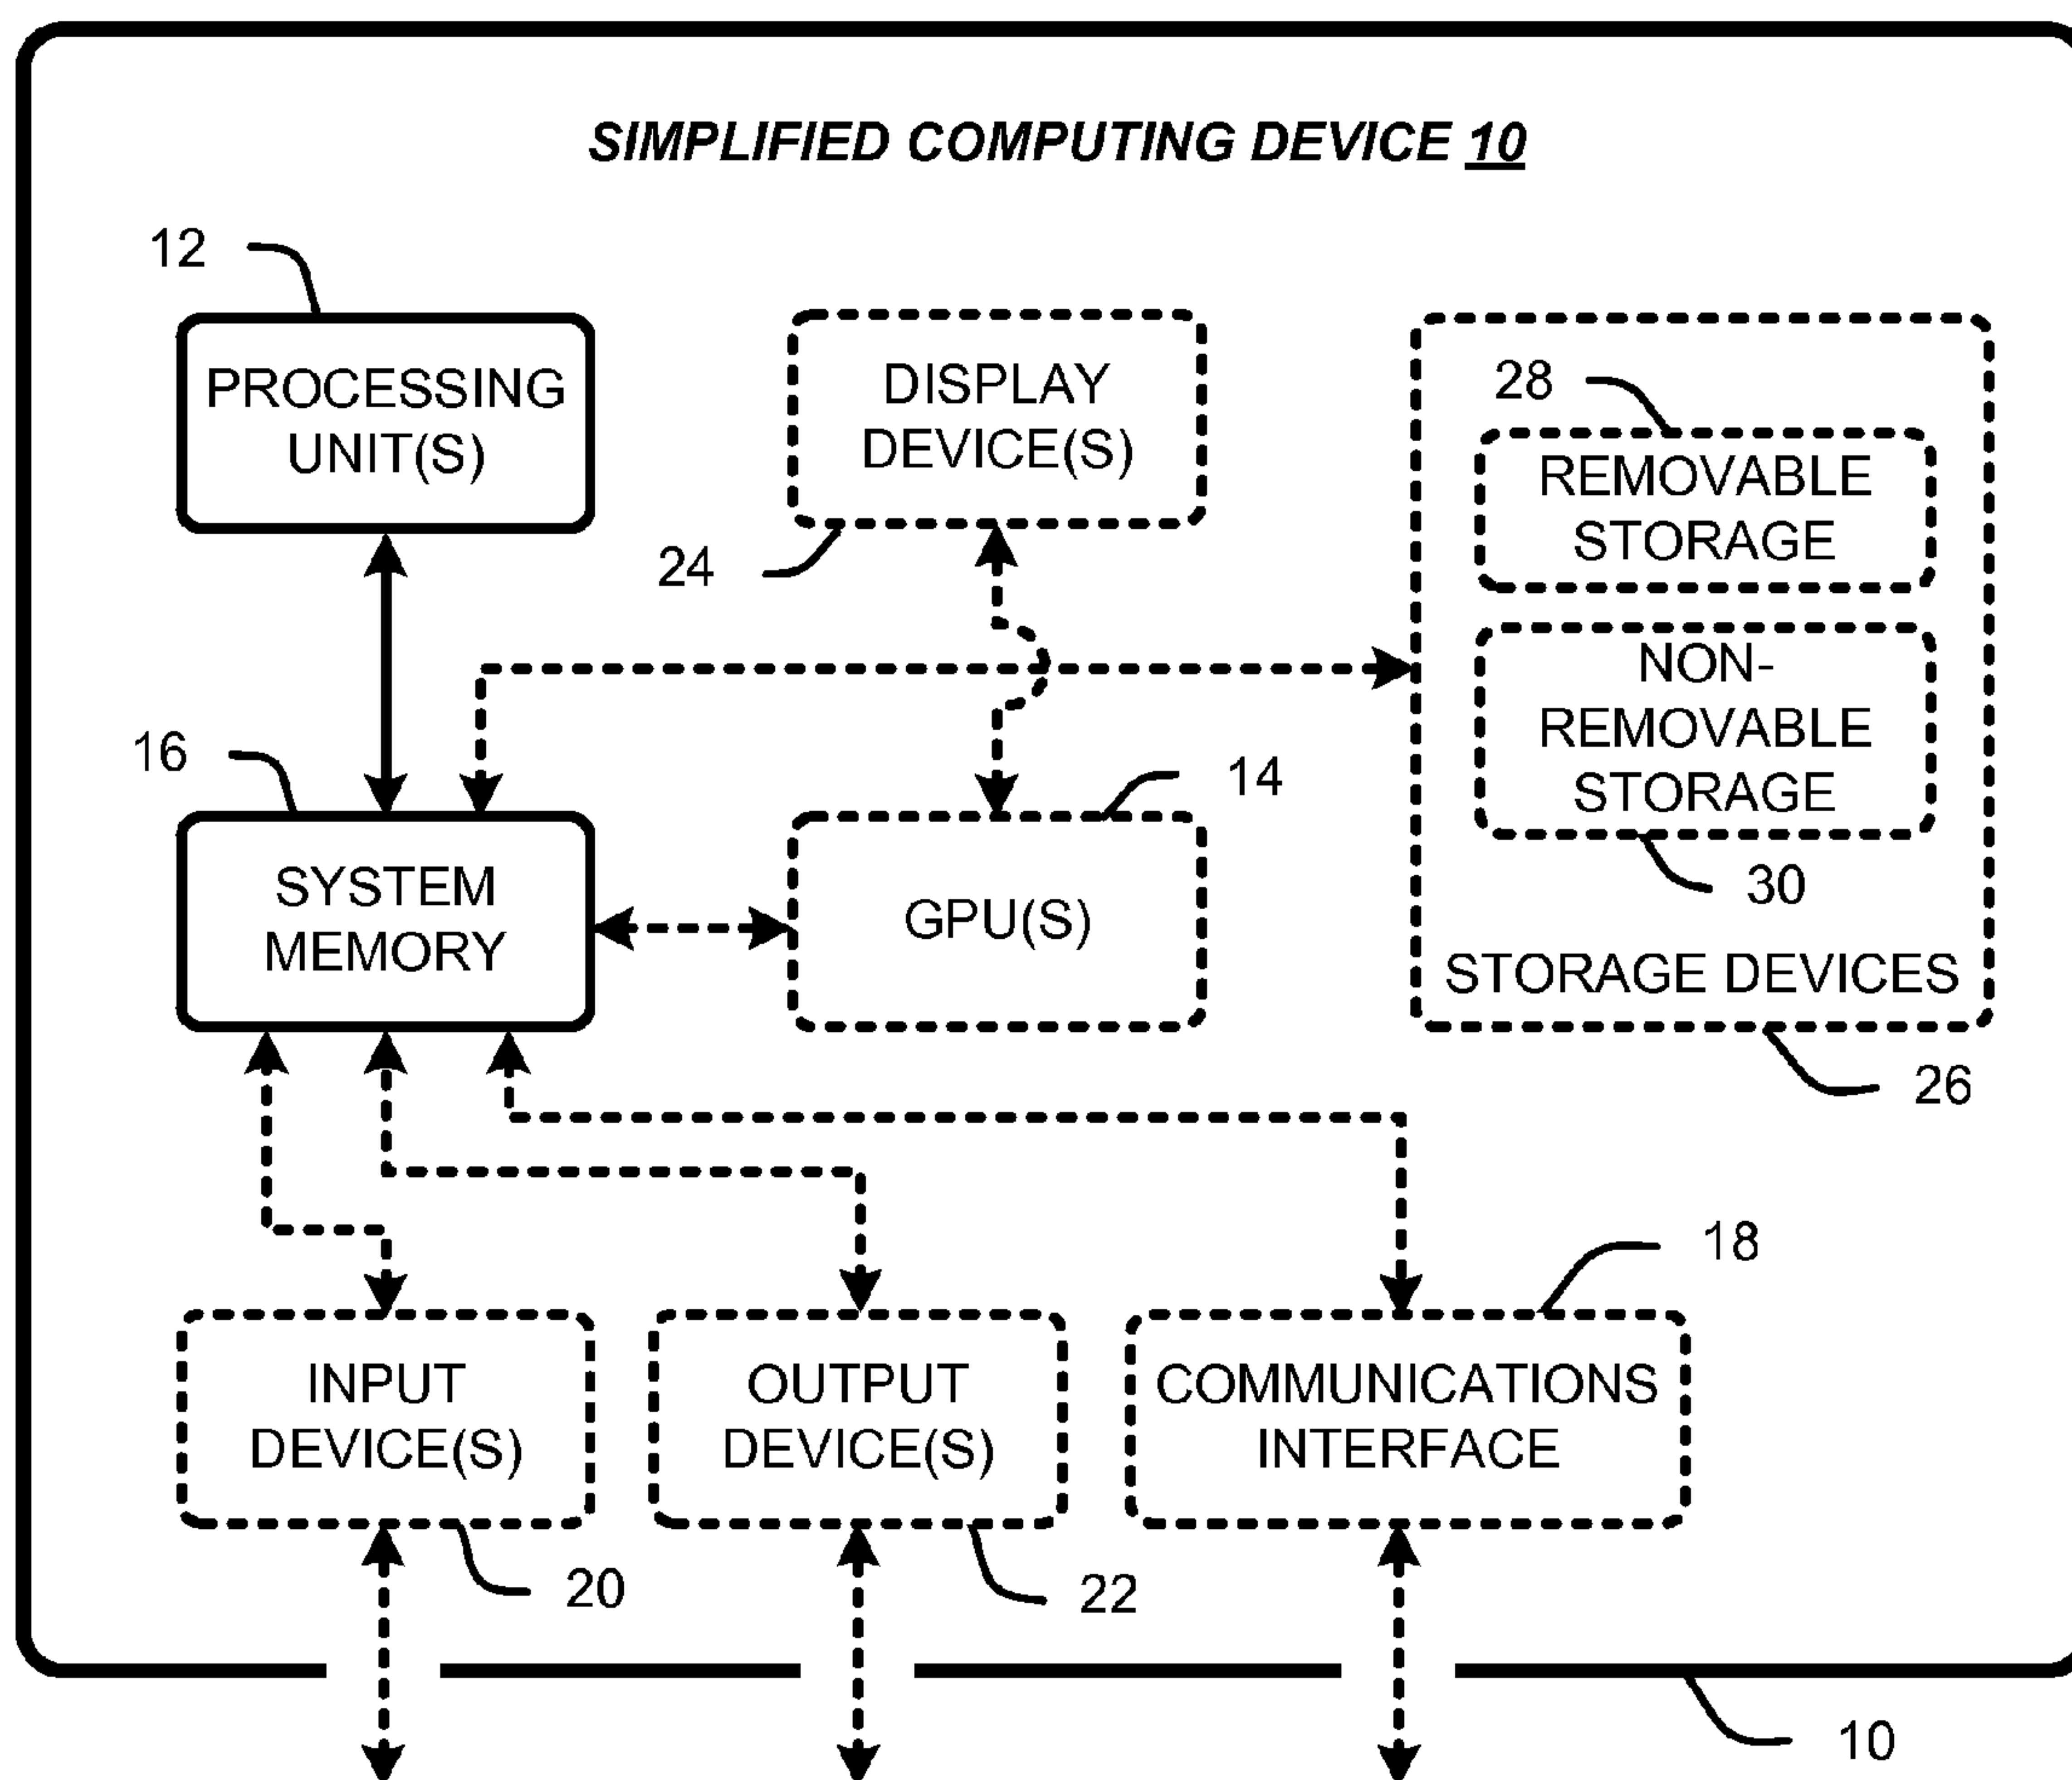 SIMPLIFIED COMPUTING DEVICE 10
12
PROCESSING
UNIT(S)
DISPLAY
DEVICE(S)
24
28
REMOVABLE
STORAGE
NON-
REMOVABLE
STORAGE
30
STORAGE DEVICES
26
16
SYSTEM
MEMORY
14
GPU(S)
18
INPUT
DEVICE(S)
20
OUTPUT
DEVICE(S)
22
COMMUNICATIONS
INTERFACE
10